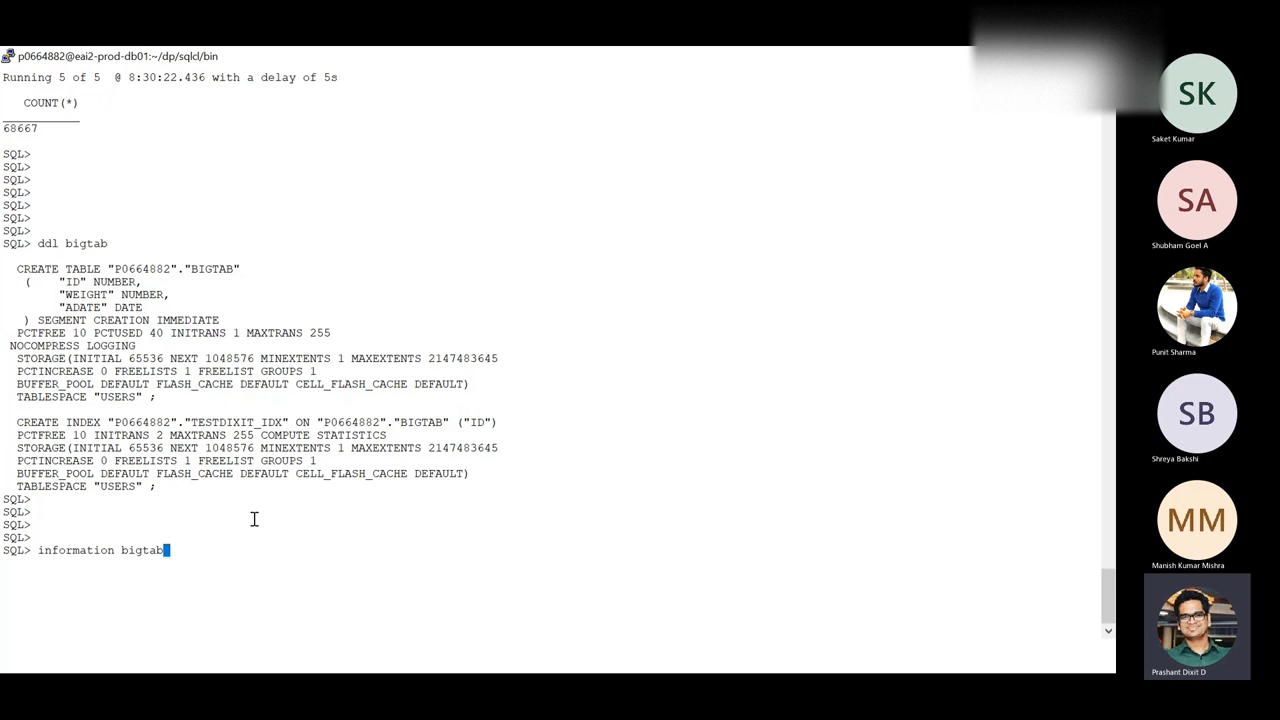 p0664882@eai2-prod-db01:~/dp/sqlcl/bin
Running 5 of 5  @ 8:30:22.436 with a delay of 5s
COUNT(*)
68667
SQL>
SQL>
SQL>
SQL>
SQL>
SQL>
SQL>
SQL> ddl bigtab
CREATE TABLE "P0664882"."BIGTAB"
( "ID" NUMBER,
"WEIGHT" NUMBER,
"ADATE" DATE
) SEGMENT CREATION IMMEDIATE
PCTFREE 10 PCTUSED 40 INITRANS 1 MAXTRANS 255
NOCOMPRESS LOGGING
STORAGE(INITIAL 65536 NEXT 1048576 MINEXTENTS 1 MAXEXTENTS 2147483645
PCTINCREASE 0 FREELISTS 1 FREELIST GROUPS 1
BUFFER_POOL DEFAULT FLASH_CACHE DEFAULT CELL_FLASH_CACHE DEFAULT)
TABLESPACE "USERS" ;
CREATE INDEX "P0664882"."TESTDIXIT_IDX" ON "P0664882"."BIGTAB" ("ID")
PCTFREE 10 INITRANS 2 MAXTRANS 255 COMPUTE STATISTICS
STORAGE(INITIAL 65536 NEXT 1048576 MINEXTENTS 1 MAXEXTENTS 2147483645
PCTINCREASE 0 FREELISTS 1 FREELIST GROUPS 1
BUFFER_POOL DEFAULT FLASH_CACHE DEFAULT CELL_FLASH_CACHE DEFAULT)
TABLESPACE "USERS" ;
SQL>
SQL>
SQL>
SQL>
SQL> information bigtab
SK
Saket Kumar
SA
Shubham Goel A
Punit Sharma
SB
Shreya Bakshi
MM
Manish Kumar Mishra
Prashant Dixit D